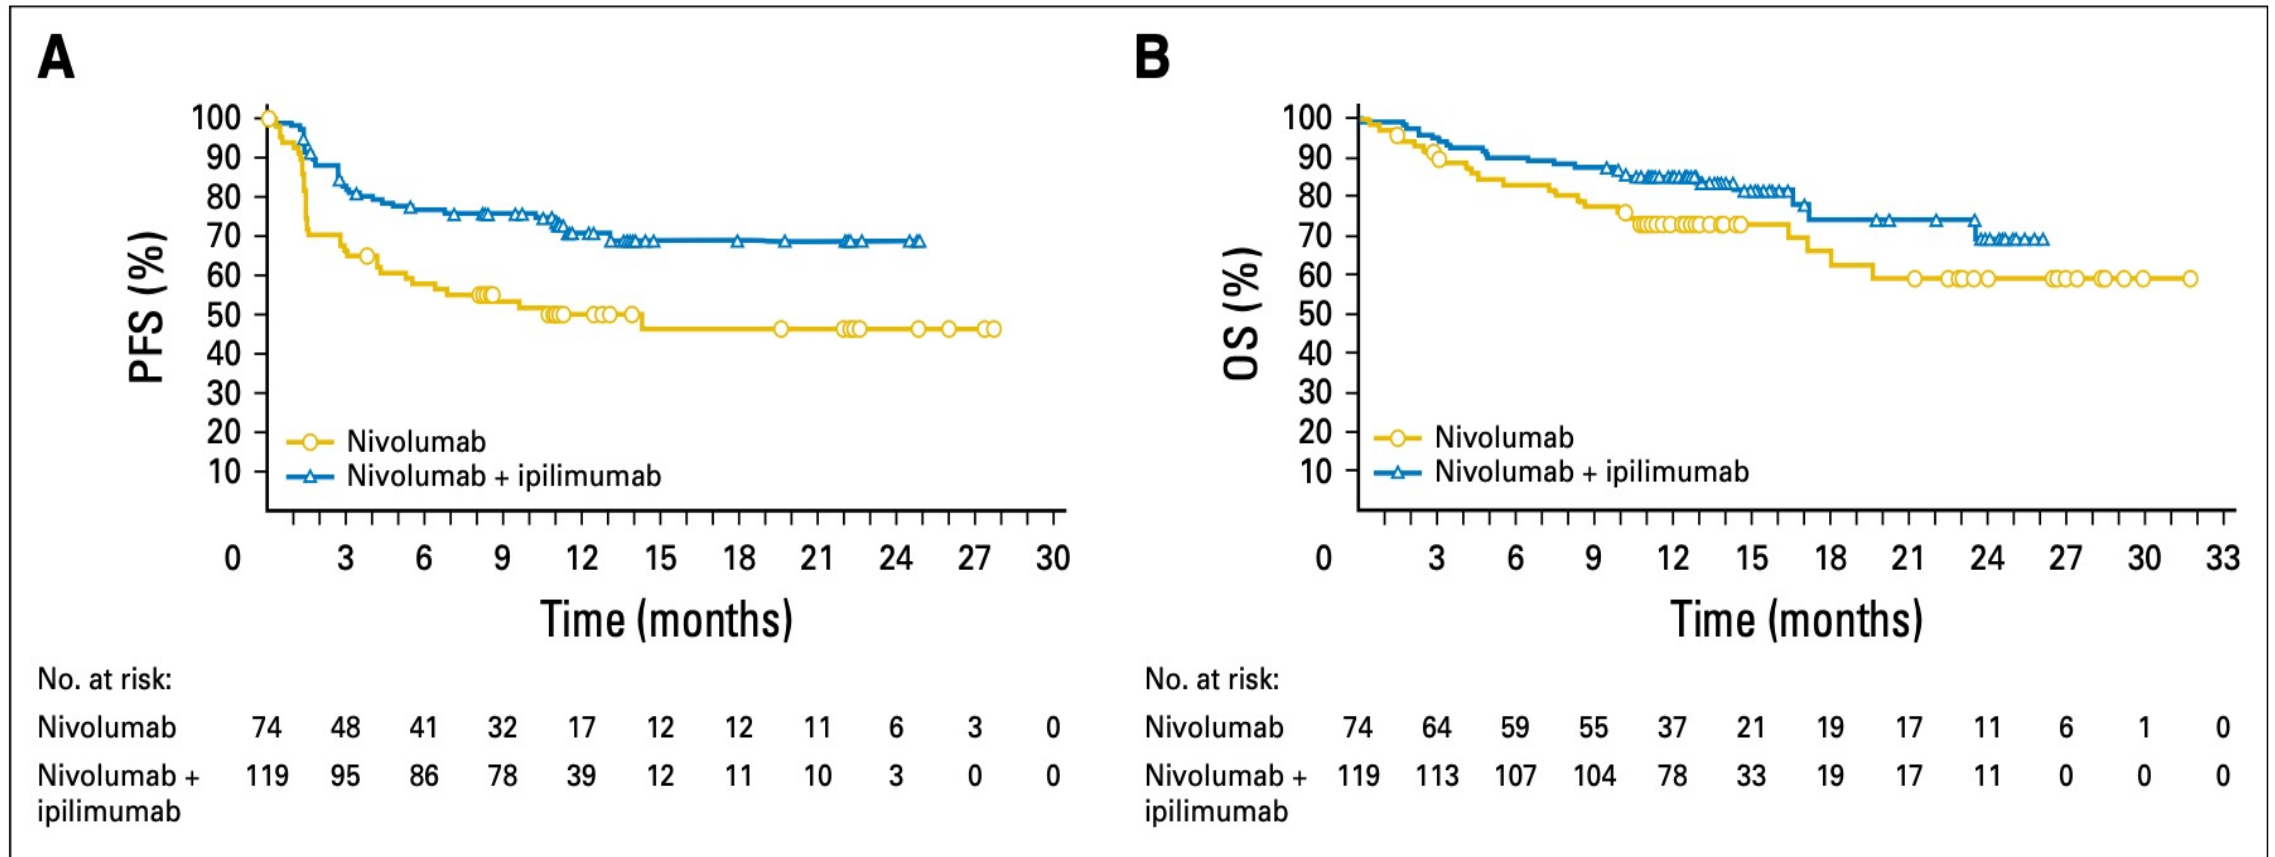 A
PFS (%)
100
90
80
70
60
50
40
30
20
10
Nivolumab
Nivolumab + ipilimumab
0 3 6 9 12 15 18 21 24 27 30
Time (months)
No. at risk:
Nivolumab 74 48 41 32 17 12 12 11 6 3 0
Nivolumab + 119 95 86 78 39 12 11 10 3 0 0
ipilimumab
B
OS (%)
100
90
80
70
60
50
40
30
20
10
Nivolumab
Nivolumab + ipilimumab
0 3 6 9 12 15 18 21 24 27 30 33
Time (months)
No. at risk:
Nivolumab 74 64 59 55 37 21 19 17 11 6 1 0
Nivolumab + 119 113 107 104 78 33 19 17 11 0 0 0
ipilimumab